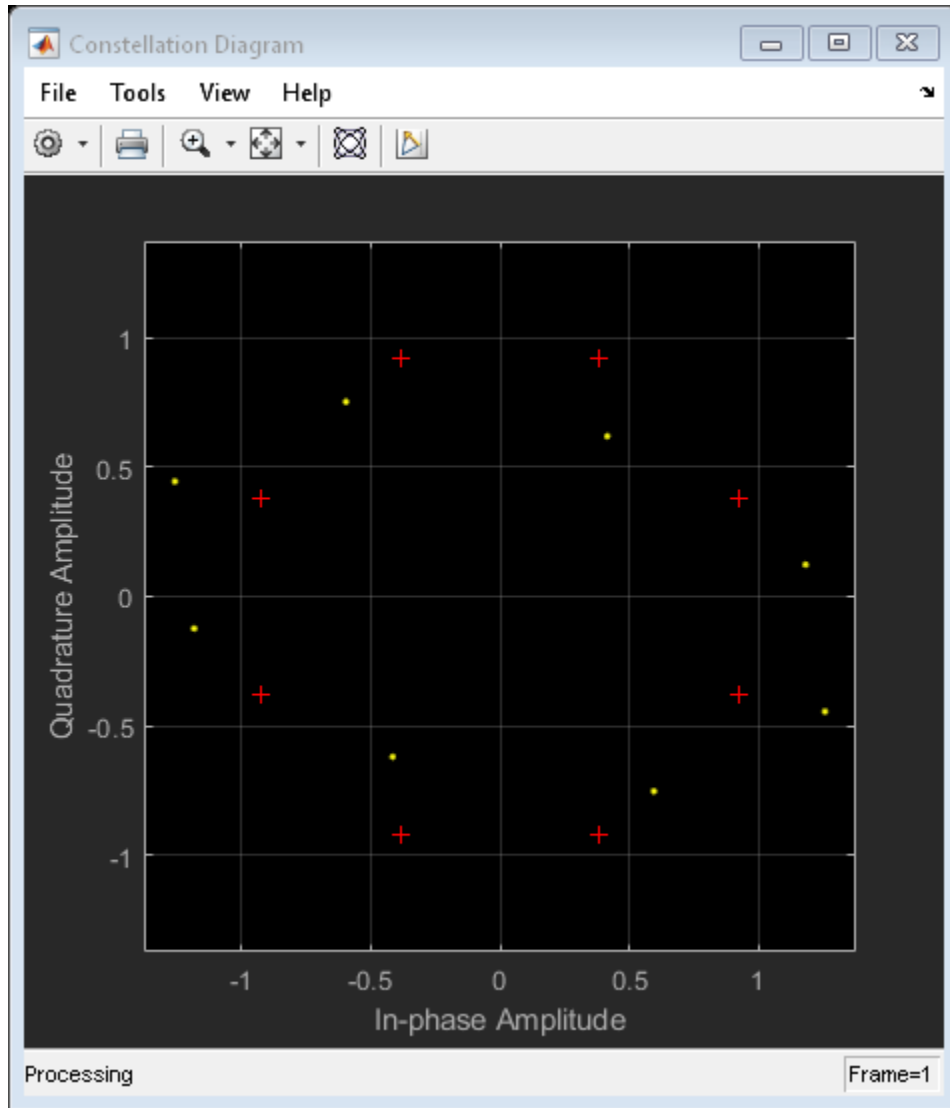 Constellation Diagram
File Tools View Help
1
0.5
0
-0.5
-1
Quadrature Amplitude
-1 -0.5 0 0.5 1
In-phase Amplitude
Processing Frame=1